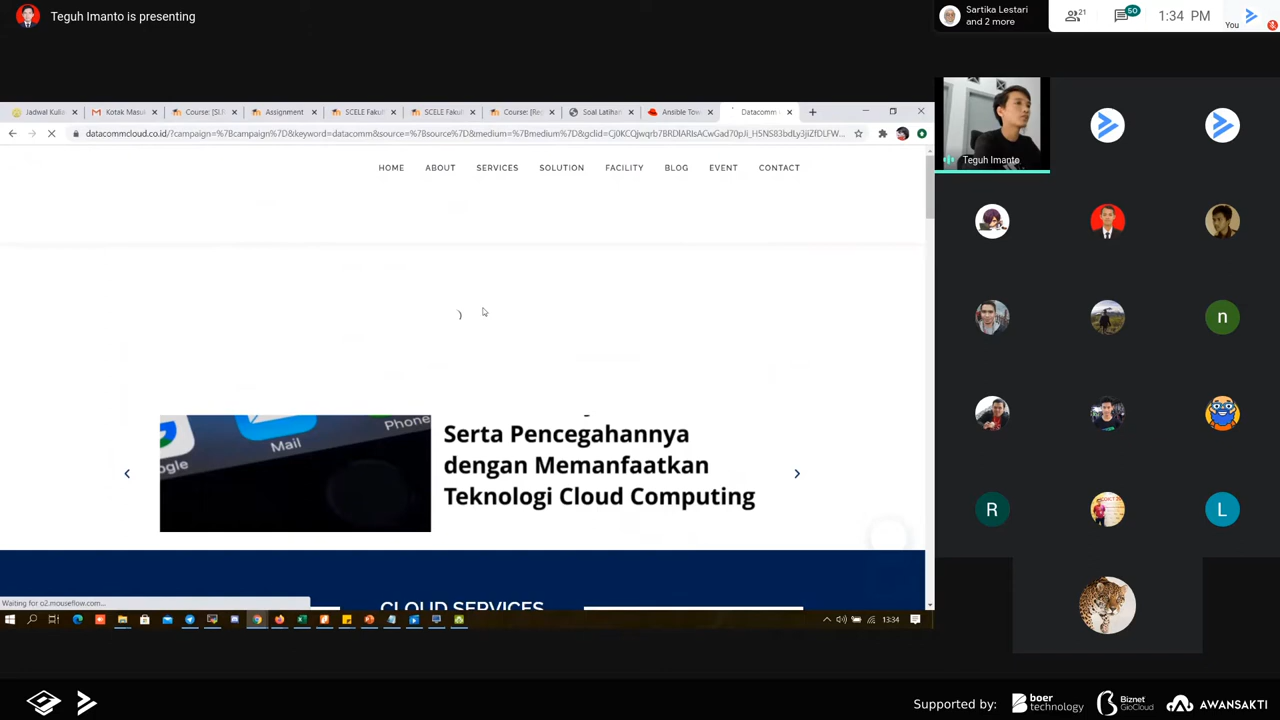 Teguh Imanto is presenting
Sartika Lestari
and 2 more
21
50
1:34 PM
You
Jadwal Kulia
Kotak Masu
Course: [SI.F
Assignment
SCELE Fakul
SCELE Fakul
Course: [Re
Soal Latihan
Ansible Tow
Datacomm
datacommcloud.co.id/?campaign=%7Bcampaign%7D&keyword=datacomm&source=%7Bsource%7D&medium=%7Bmedium%7D&gclid=
HOME ABOUT SERVICES SOLUTION FACILITY BLOG EVENT CONTACT
Phone
Mail
ogle
Serta Pencegahannya
dengan Memanfaatkan
Teknologi Cloud Computing
CLOUD SERVICES
Waiting for o2.mouseflow.com...
13:34
Teguh Imanto
n
R
L
Supported by:
boer
technology
Biznet
GioCloud
AWANSAKTI